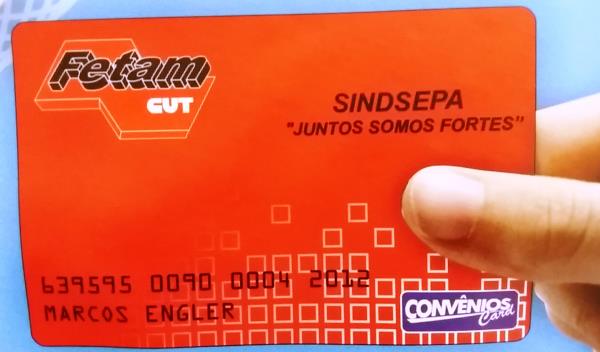 Fetam
CUT
SINDSEPA
"JUNTOS SOMOS FORTES"
639595 0090 0004 2012
MARCOS ENGLER
CONVÊNIOS
Card